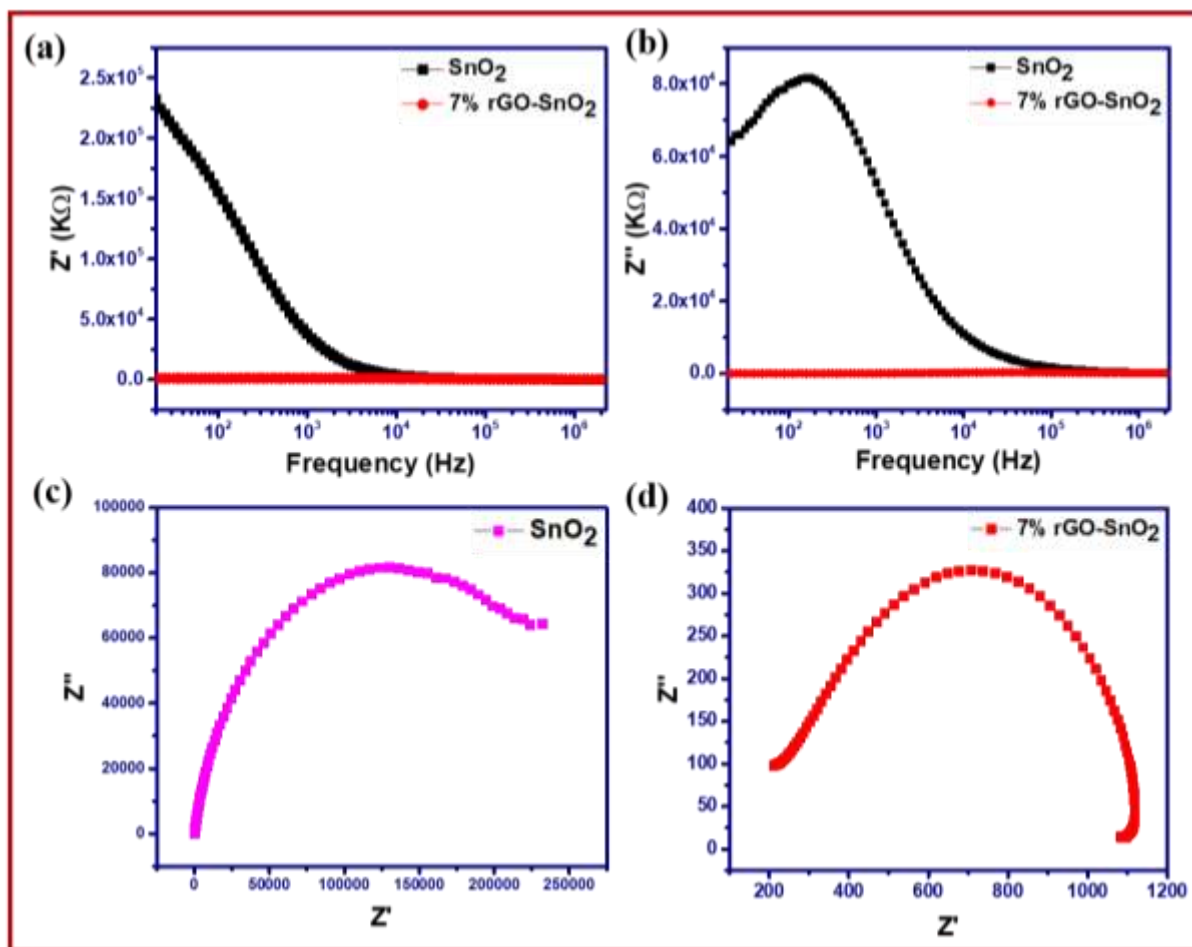 (a)
SnO₂
7% rGO-SnO₂
2.5x10⁵
2.0x10⁵
1.5x10⁵
1.0x10⁵
5.0x10⁴
0.0
Z' (KΩ)
10² 10³ 10⁴ 10⁵ 10⁶
Frequency (Hz)
(b)
SnO₂
7% rGO-SnO₂
8.0x10⁴
6.0x10⁴
4.0x10⁴
2.0x10⁴
0.0
Z'' (KΩ)
10² 10³ 10⁴ 10⁵ 10⁶
Frequency (Hz)
(c)
SnO₂
100000
80000
60000
40000
20000
0
Z''
0 50000 100000 150000 200000 250000
Z'
(d)
7% rGO-SnO₂
400
350
300
250
200
150
100
50
0
Z''
200 400 600 800 1000 1200
Z'